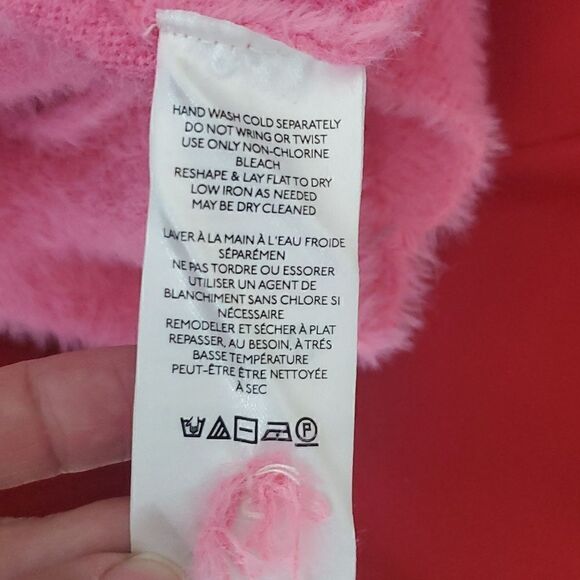 HAND WASH COLD SEPARATELY
DO NOT WRING OR TWIST
USE ONLY NON-CHLORINE
BLEACH
RESHAPE & LAY FLAT TO DRY
LOW IRON AS NEEDED
MAY BE DRY CLEANED
LAVER À LA MAIN À L'EAU FROIDE
SÉPARÉMEN
NE PAS TORDRE OU ESSORER
UTILISER UN AGENT DE
BLANCHIMENT SANS CHLORE SI
NÉCESSAIRE
REMODELER ET SÉCHER À PLAT
REPASSER, AU BESOIN, À TRÉS
BASSE TEMPÉRATURE
PEUT-ÊTRE ÊTRE NETTOYÉE
À SEC
P